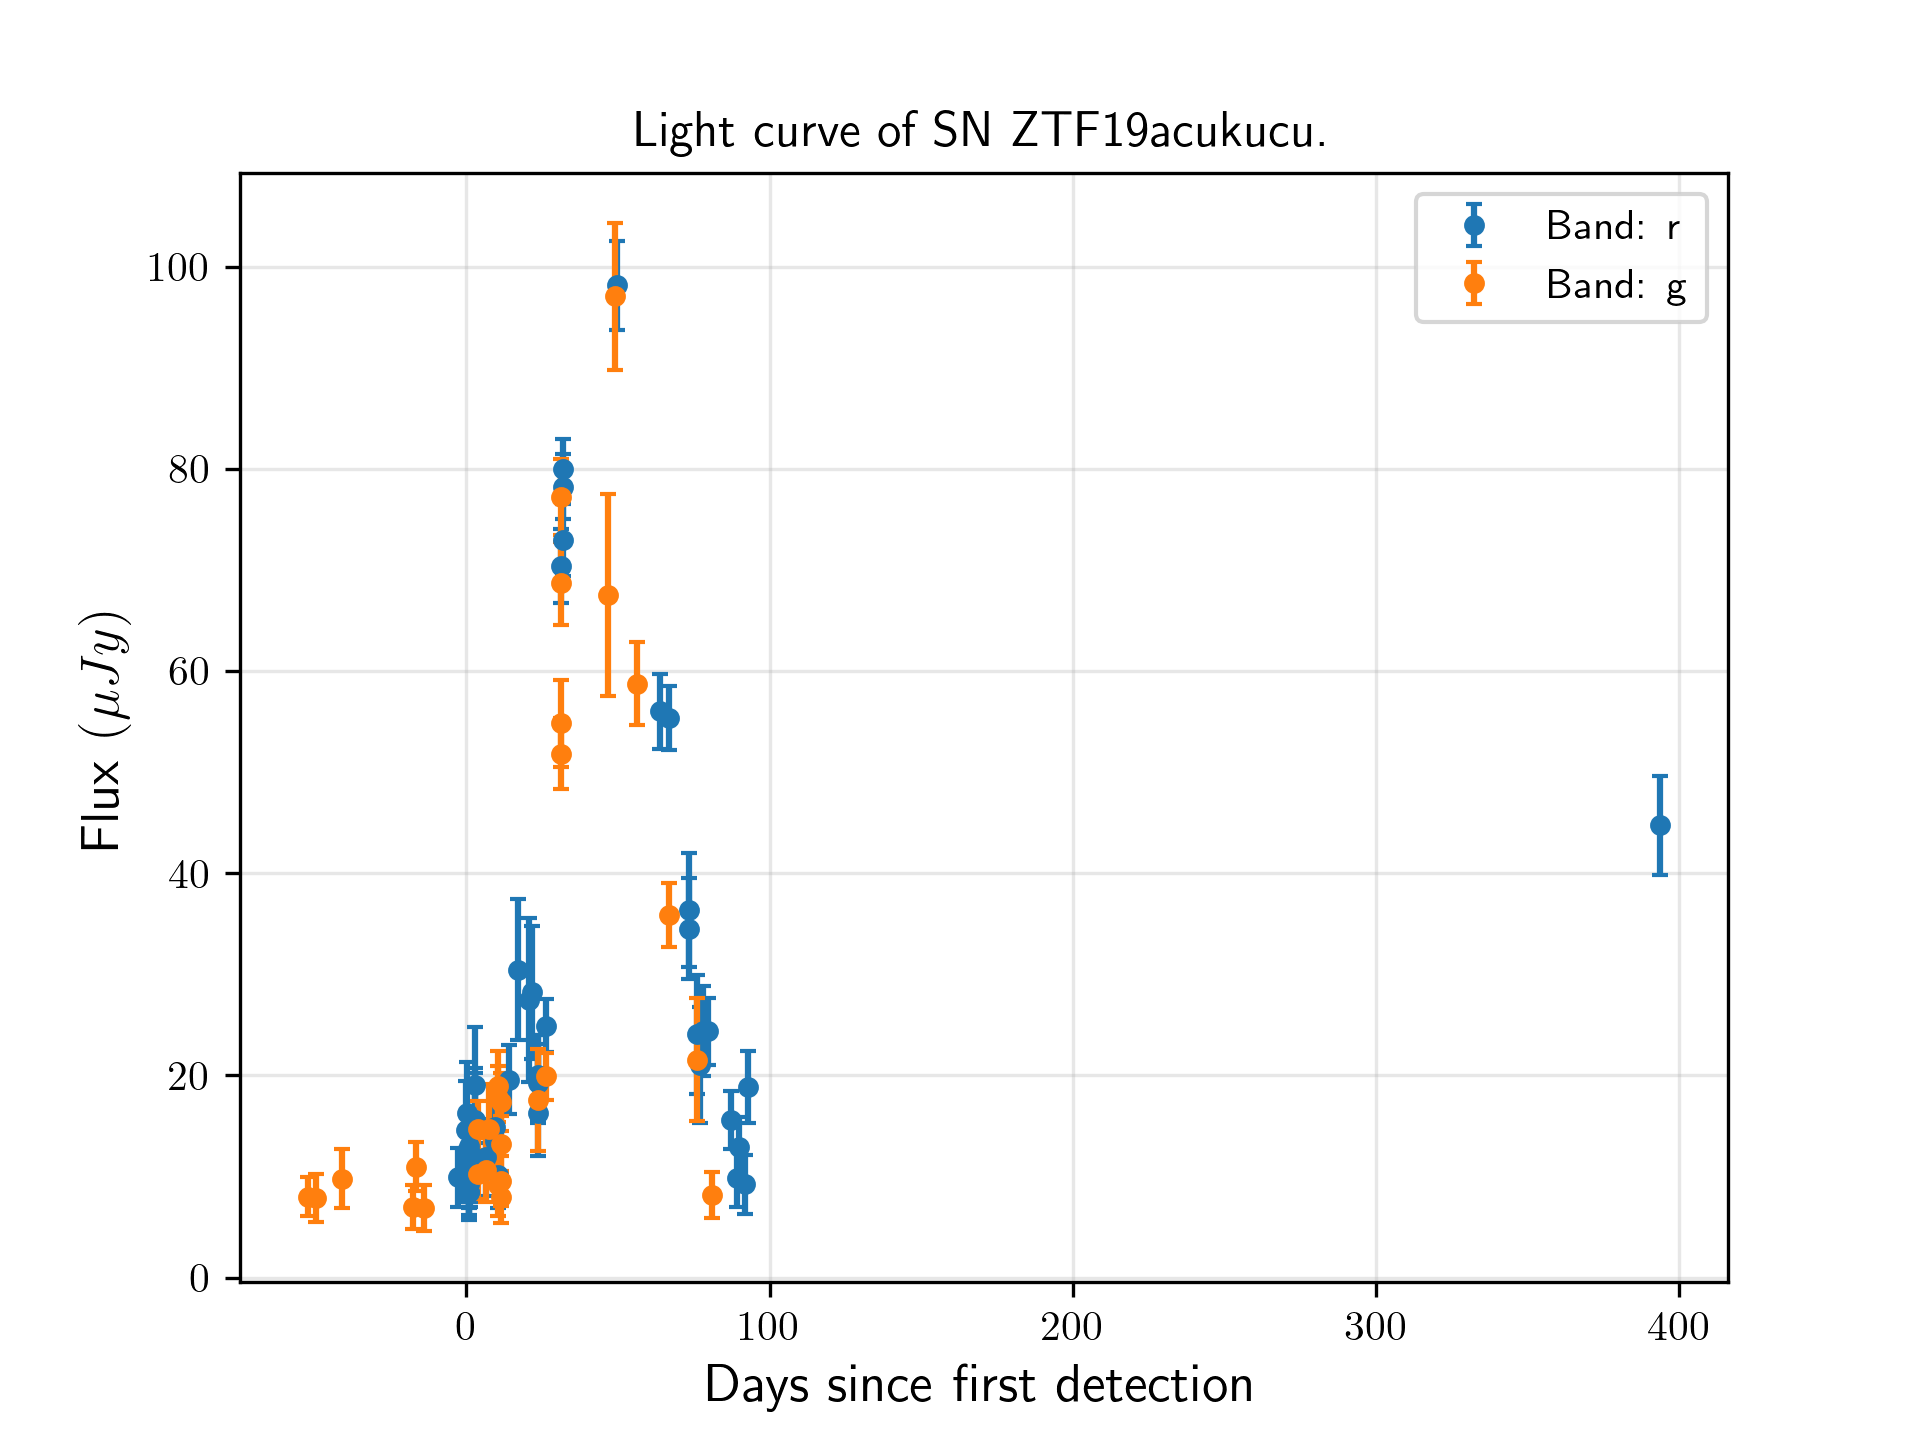 Light curve of SN ZTF19acukucu.
Band: r
Band: g
100
80
60
40
20
0
Flux (μJy)
0 100 200 300 400
Days since first detection